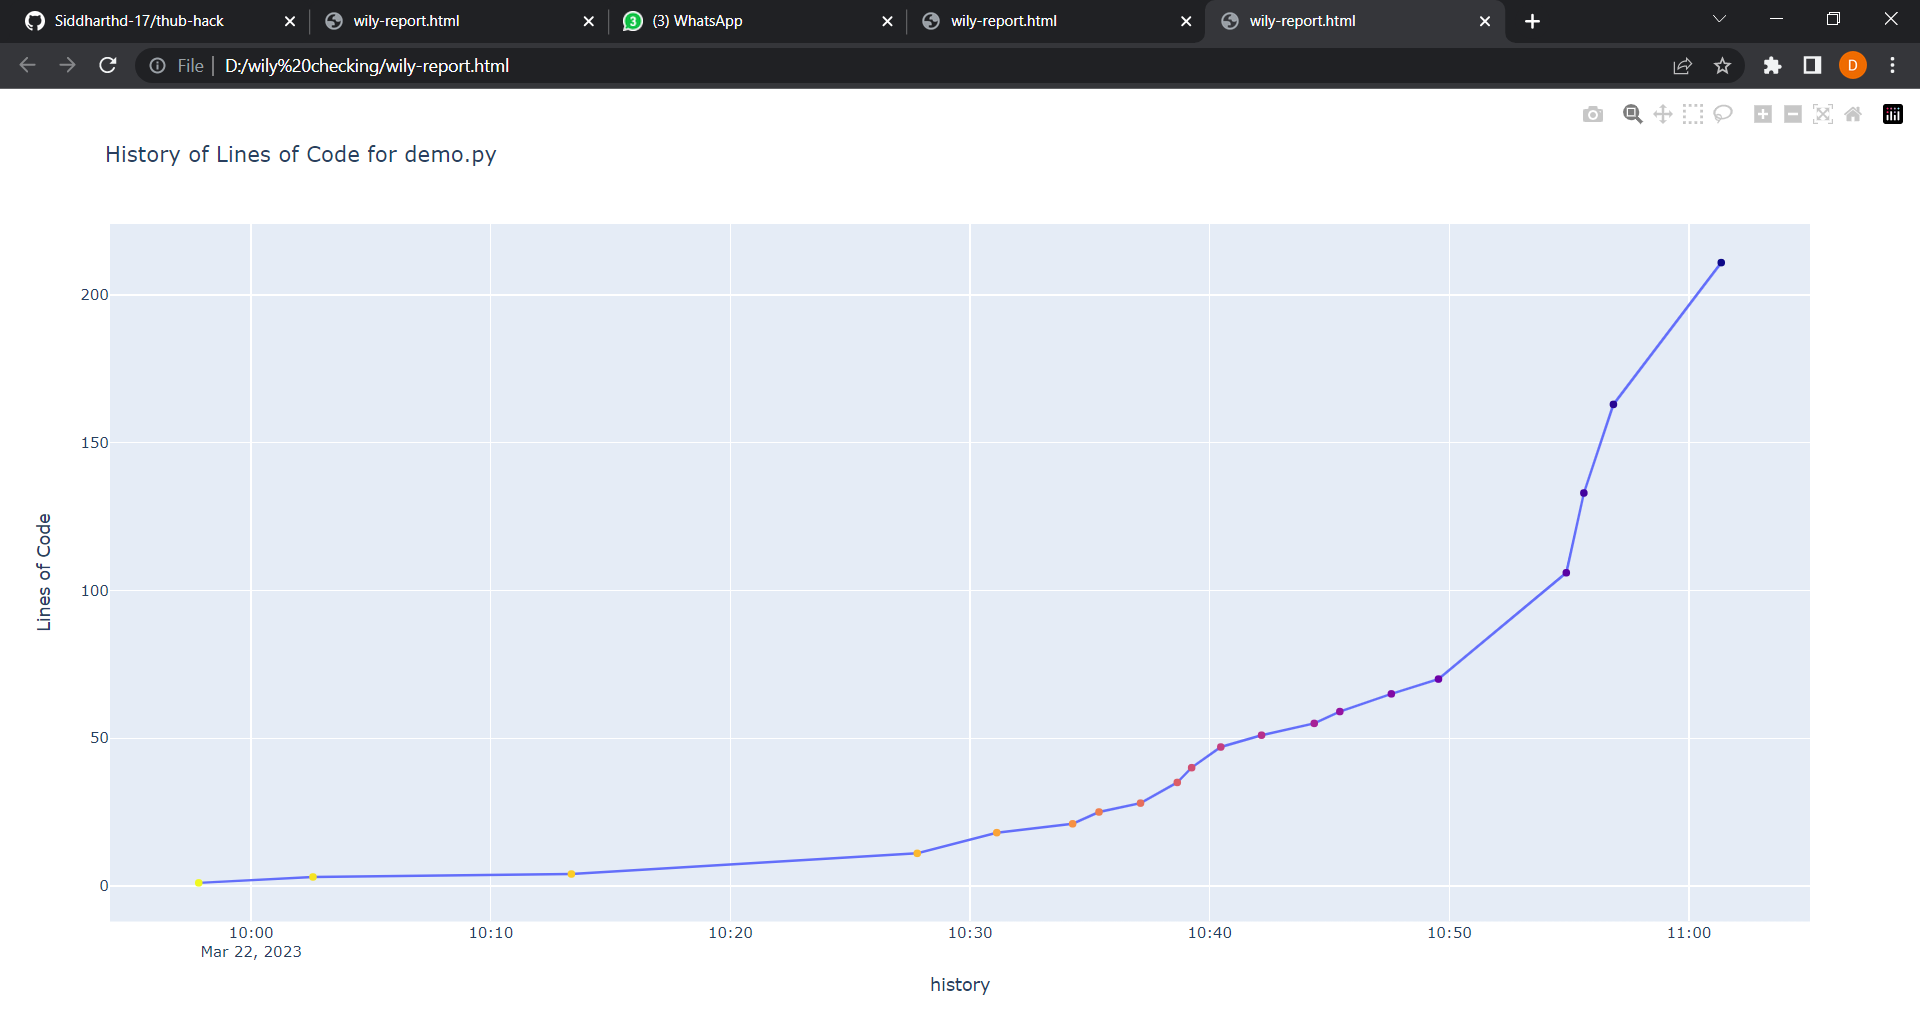 Siddharthd-17/thub-hack
wily-report.html
3 (3) WhatsApp
wily-report.html
wily-report.html
File D:/wily%20checking/wily-report.html
D
History of Lines of Code for demo.py
200
150
100
50
0
Lines of Code
10:00 10:10 10:20 10:30 10:40 10:50 11:00
Mar 22, 2023
history